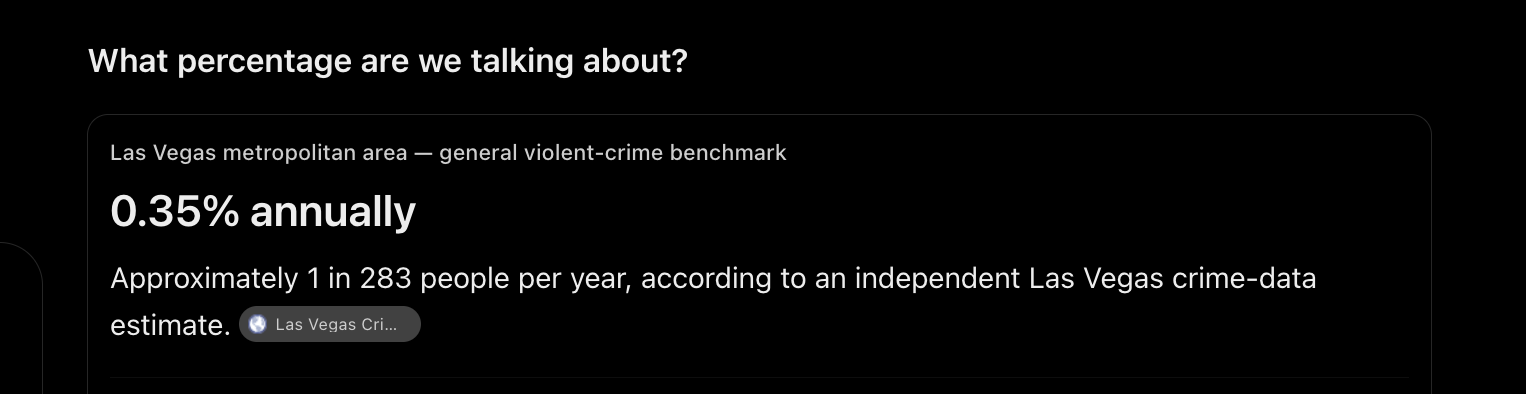 What percentage are we talking about?
Las Vegas metropolitan area — general violent-crime benchmark
0.35% annually
Approximately 1 in 283 people per year, according to an independent Las Vegas crime-data
estimate. Las Vegas Cri...